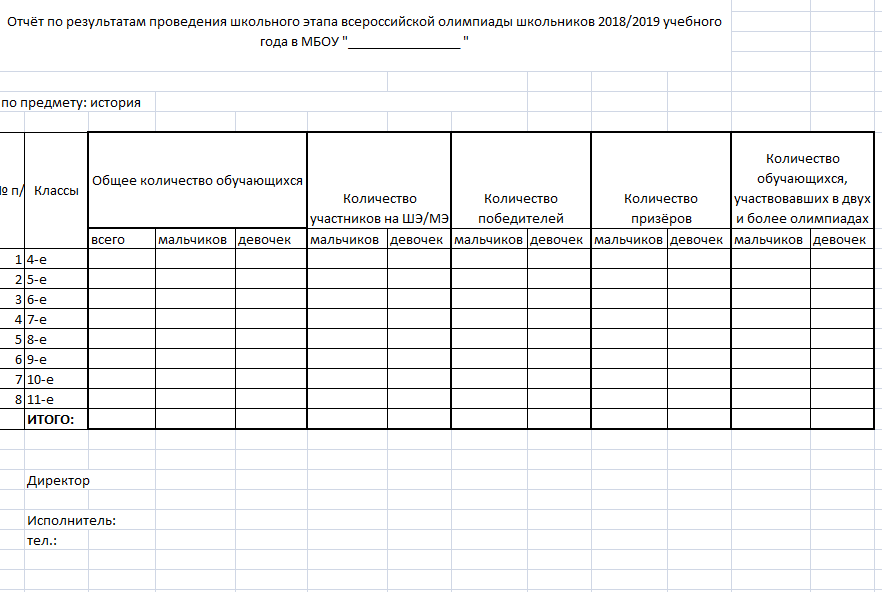 Отчёт по результатам проведения школьного этапа всероссийской олимпиады школьников 2018/2019 учебного
года в МБОУ "________________ "
по предмету: история
№ п/ Классы Общее количество обучающихся
Количество
участников на ШЭ/МЭ
Количество
победителей
Количество
призёров
Количество
обучающихся,
участвовавших в двух
и более олимпиадах
всего мальчиков девочек мальчиков девочек мальчиков девочек мальчиков девочек мальчиков девочек
1 4-е
2 5-е
3 6-е
4 7-е
5 8-е
6 9-е
7 10-е
8 11-е
ИТОГО:
Директор
Исполнитель:
тел.: